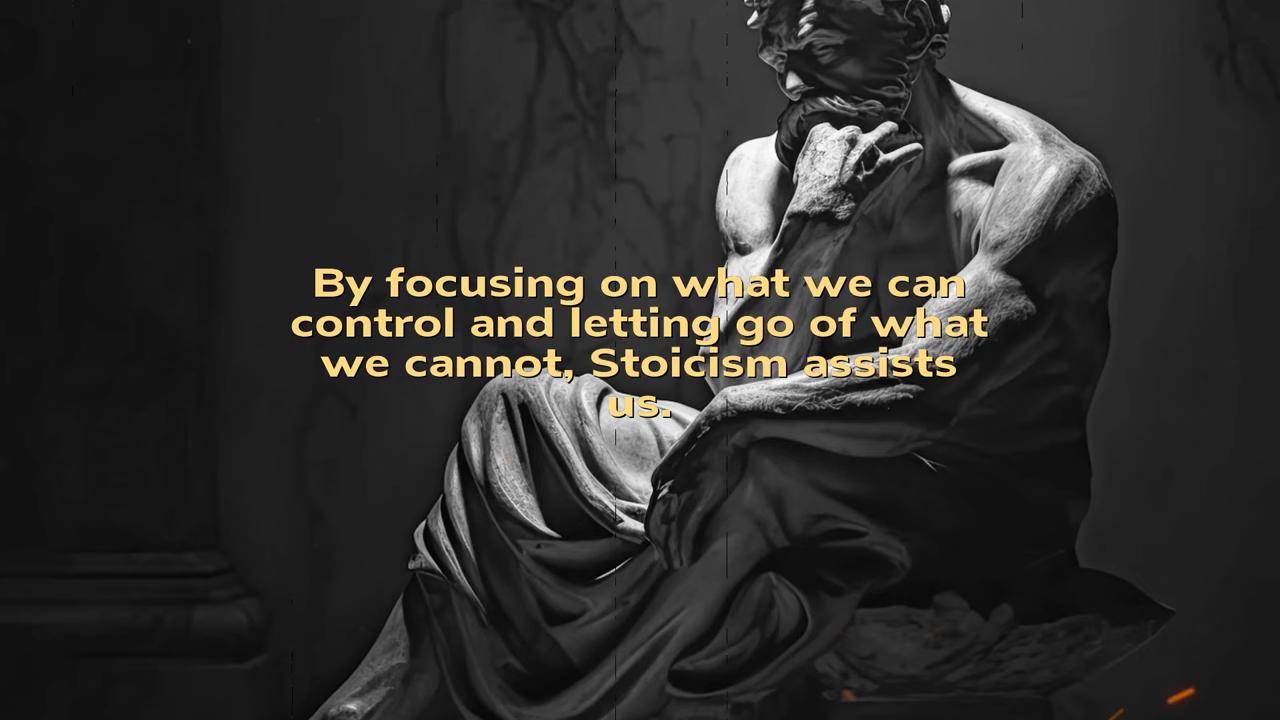 By focusing on what we can
control and letting go of what
we cannot, Stoicism assists
us.